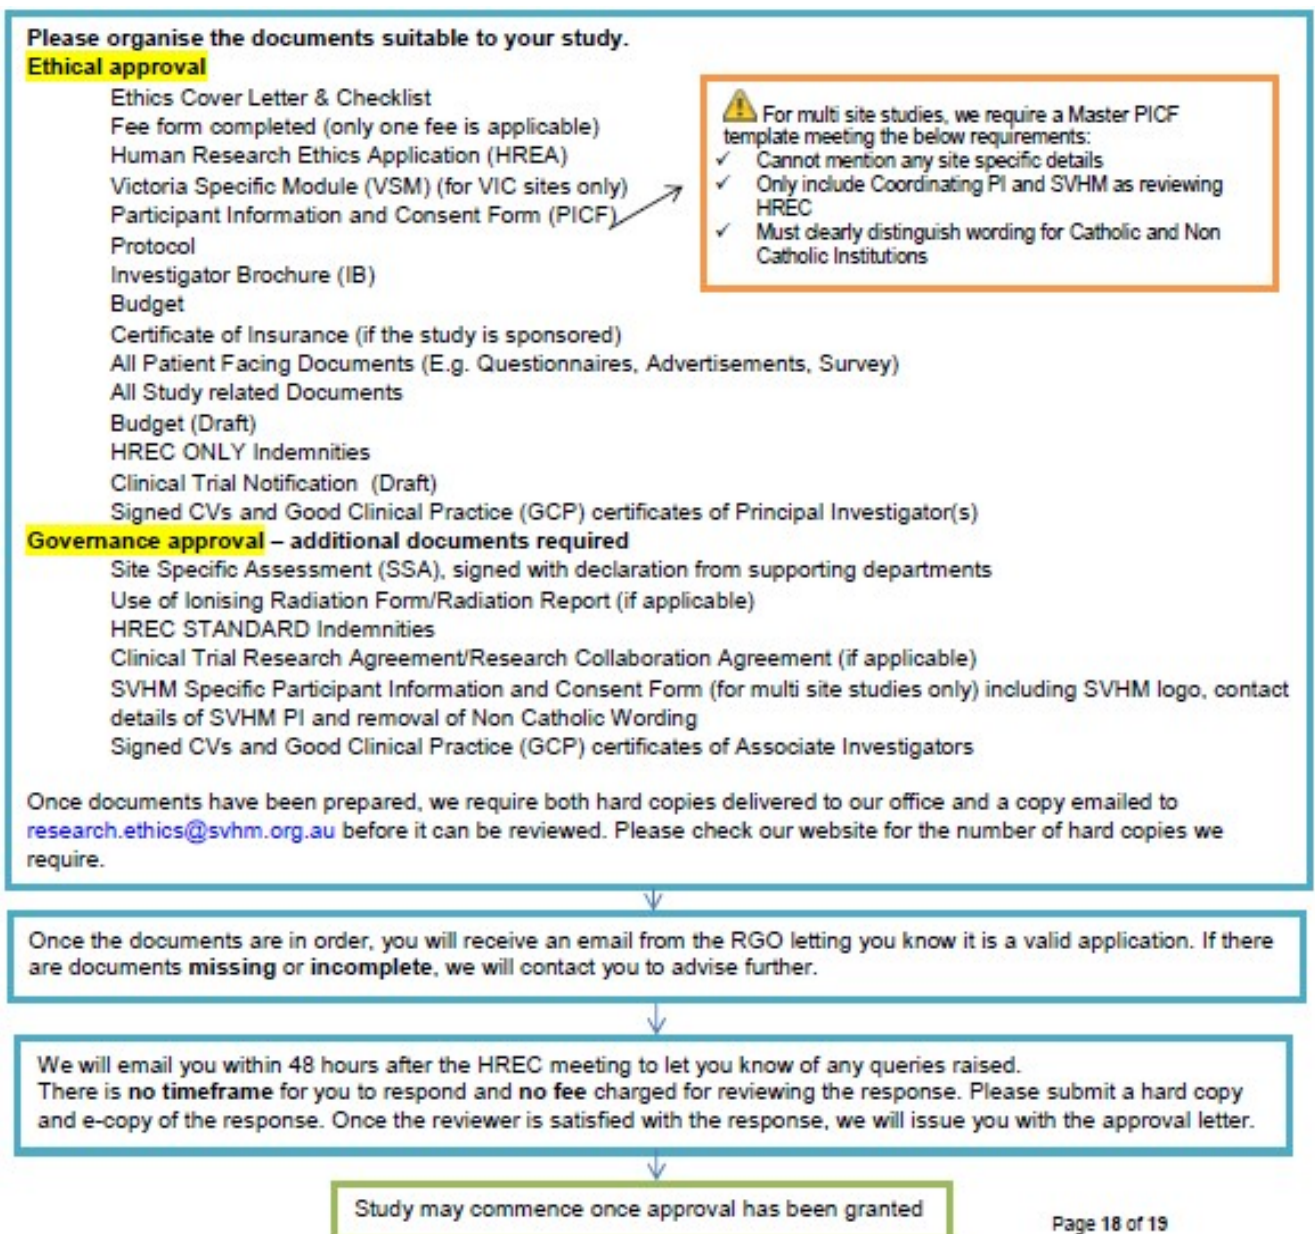 Please organise the documents suitable to your study.
Ethical approval
Ethics Cover Letter & Checklist
Fee form completed (only one fee is applicable)
Human Research Ethics Application (HREA)
Victoria Specific Module (VSM) (for VIC sites only)
Participant Information and Consent Form (PICF)
Protocol
Investigator Brochure (IB)
Budget
Certificate of Insurance (if the study is sponsored)
All Patient Facing Documents (E.g. Questionnaires, Advertisements, Survey)
All Study related Documents
Budget (Draft)
HREC ONLY Indemnities
Clinical Trial Notification (Draft)
Signed CVs and Good Clinical Practice (GCP) certificates of Principal Investigator(s)
For multi site studies, we require a Master PICF
template meeting the below requirements:
✓ Cannot mention any site specific details
✓ Only include Coordinating PI and SVHM as reviewing
HREC
✓ Must clearly distinguish wording for Catholic and Non
Catholic Institutions
Governance approval – additional documents required
Site Specific Assessment (SSA), signed with declaration from supporting departments
Use of Ionising Radiation Form/Radiation Report (if applicable)
HREC STANDARD Indemnities
Clinical Trial Research Agreement/Research Collaboration Agreement (if applicable)
SVHM Specific Participant Information and Consent Form (for multi site studies only) including SVHM logo, contact
details of SVHM PI and removal of Non Catholic Wording
Signed CVs and Good Clinical Practice (GCP) certificates of Associate Investigators
Once documents have been prepared, we require both hard copies delivered to our office and a copy emailed to
research.ethics@svhm.org.au before it can be reviewed. Please check our website for the number of hard copies we
require.
Once the documents are in order, you will receive an email from the RGO letting you know it is a valid application. If there
are documents missing or incomplete, we will contact you to advise further.
We will email you within 48 hours after the HREC meeting to let you know of any queries raised.
There is no timeframe for you to respond and no fee charged for reviewing the response. Please submit a hard copy
and e-copy of the response. Once the reviewer is satisfied with the response, we will issue you with the approval letter.
Study may commence once approval has been granted
Page 18 of 19